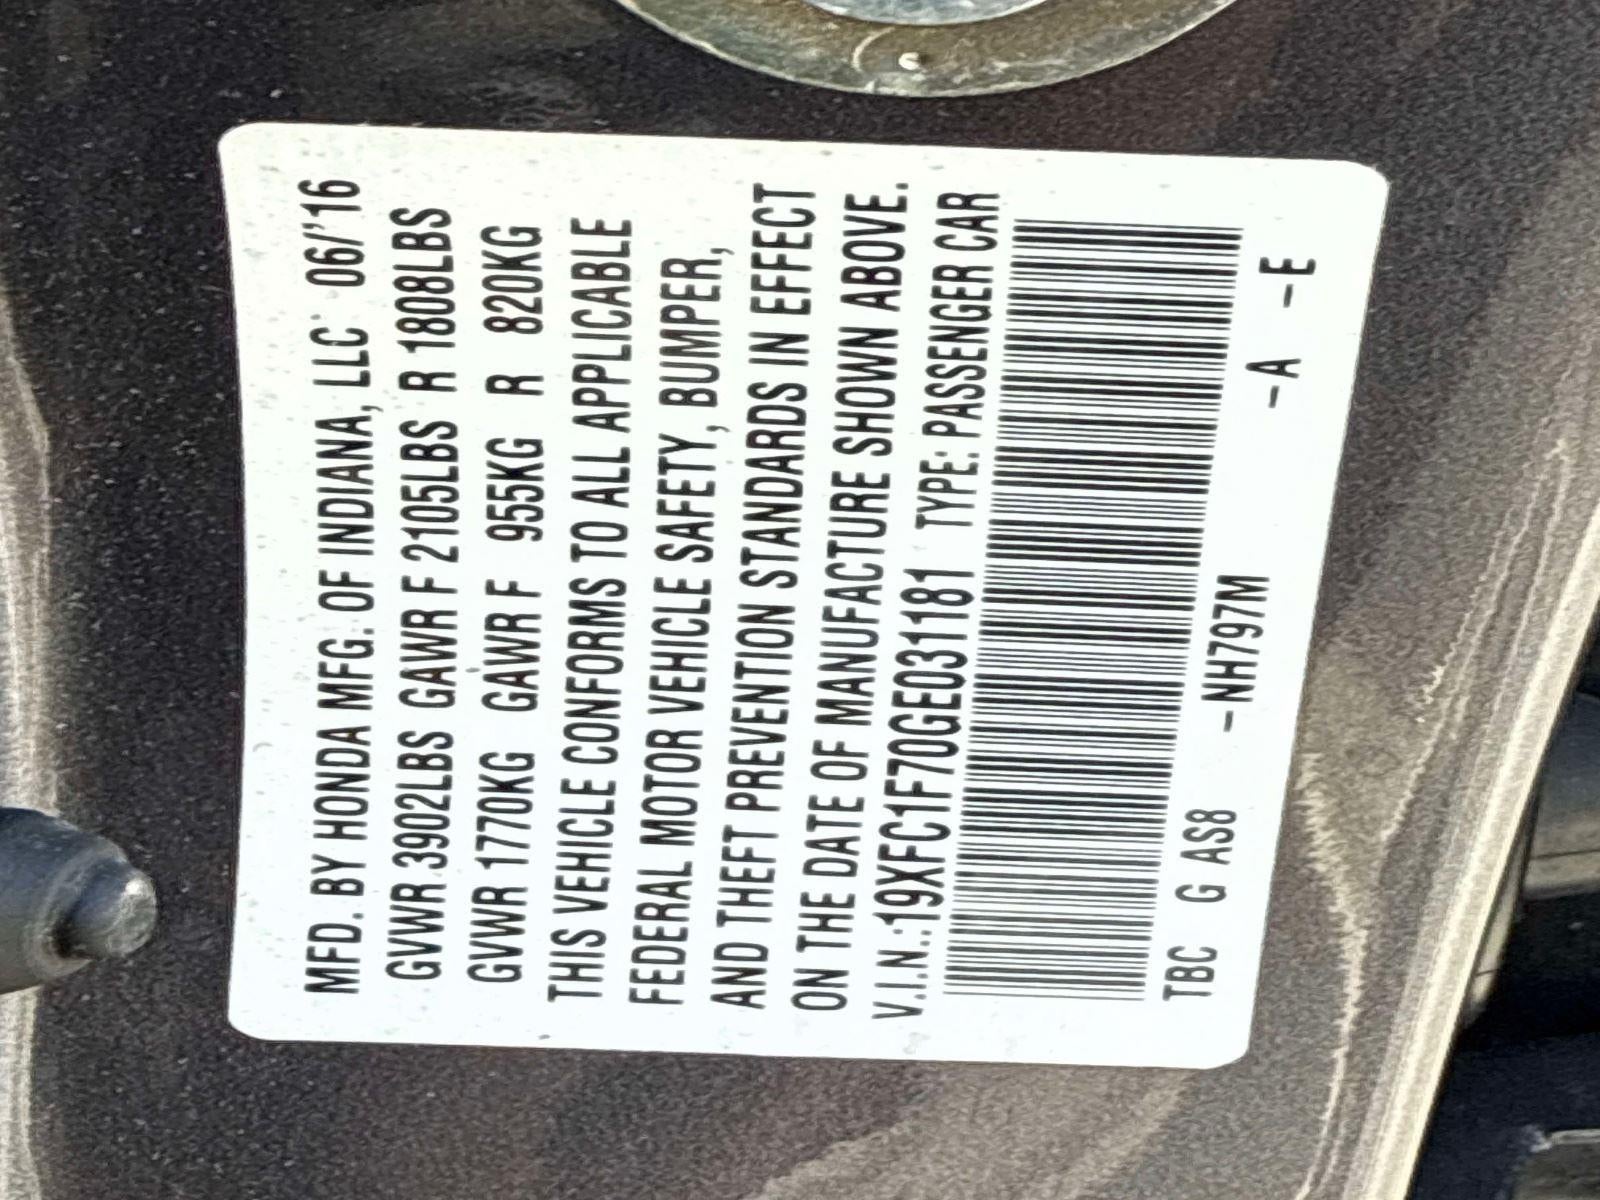 MFD. BY HONDA MFG. OF INDIANA, LLC 06/'16
GVWR 3902LBS GAWR F 2105LBS R 1808LBS
GVWR 1770KG GAWR F 955KG R 820KG
THIS VEHICLE CONFORMS TO ALL APPLICABLE
FEDERAL MOTOR VEHICLE SAFETY, BUMPER,
AND THEFT PREVENTION STANDARDS IN EFFECT
ON THE DATE OF MANUFACTURE SHOWN ABOVE.
V.I.N.:19XFC1F70GE031181 TYPE: PASSENGER CAR
TBC G AS8 -NH797M -A -E